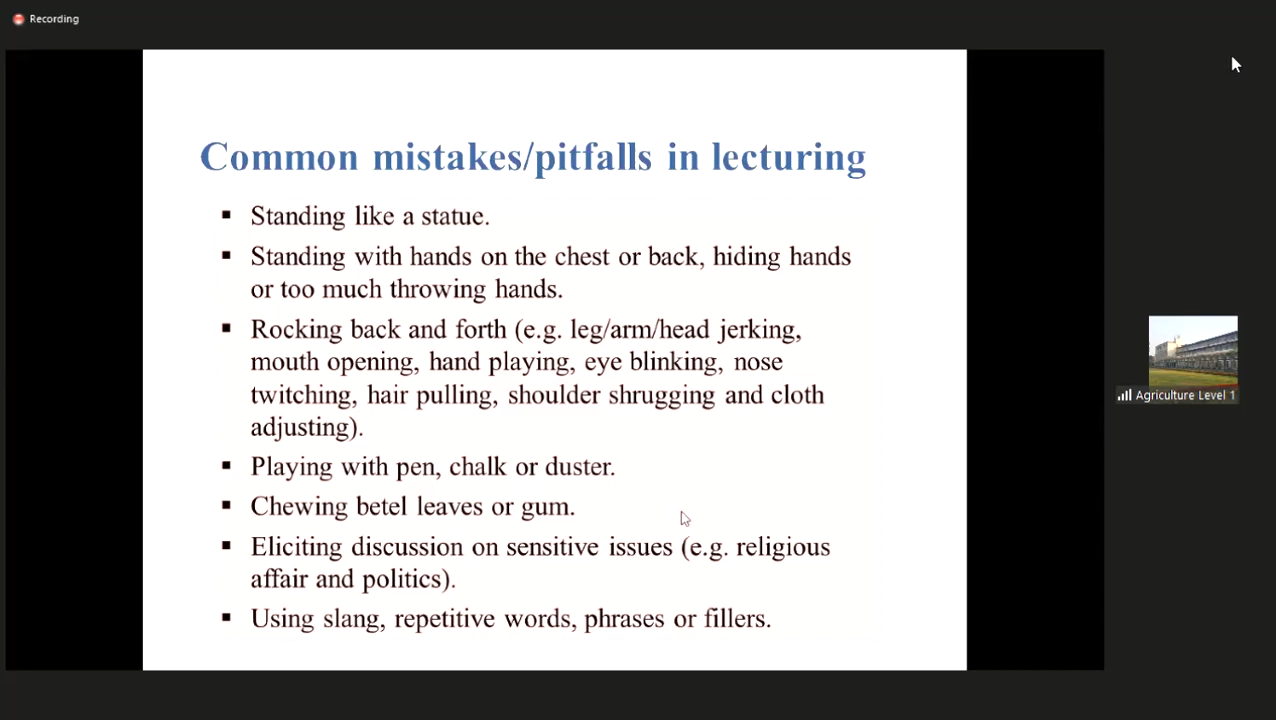 Recording
Common mistakes/pitfalls in lecturing
▪ Standing like a statue.
▪ Standing with hands on the chest or back, hiding hands
or too much throwing hands.
▪ Rocking back and forth (e.g. leg/arm/head jerking,
mouth opening, hand playing, eye blinking, nose
twitching, hair pulling, shoulder shrugging and cloth
adjusting).
▪ Playing with pen, chalk or duster.
▪ Chewing betel leaves or gum.
▪ Eliciting discussion on sensitive issues (e.g. religious
affair and politics).
▪ Using slang, repetitive words, phrases or fillers.
Agriculture Level 1